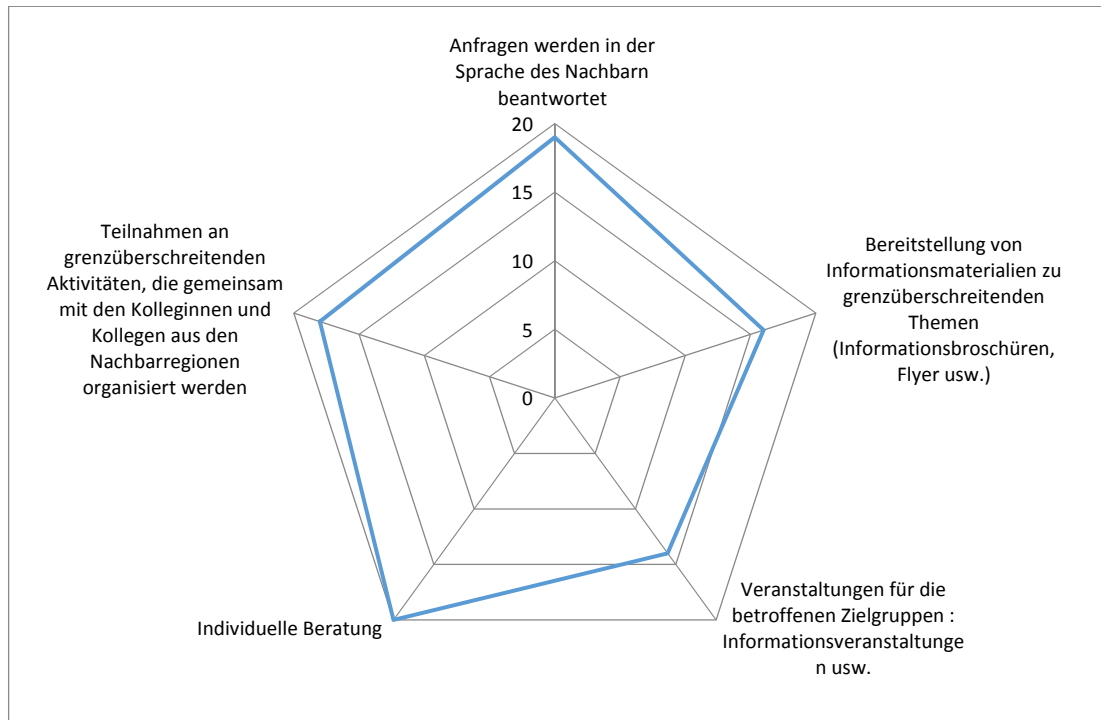 Anfragen werden in der
Sprache des Nachbarn
beantwortet
20
15
10
5
0
Bereitstellung von
Informationsmaterialien zu
grenzüberschreitenden
Themen
(Informationsbroschüren,
Flyer usw.)
Veranstaltungen für die
betroffenen Zielgruppen :
Informationsveranstaltunge
n usw.
Individuelle Beratung
Teilnahmen an
grenzüberschreitenden
Aktivitäten, die gemeinsam
mit den Kolleginnen und
Kollegen aus den
Nachbarregionen
organisiert werden